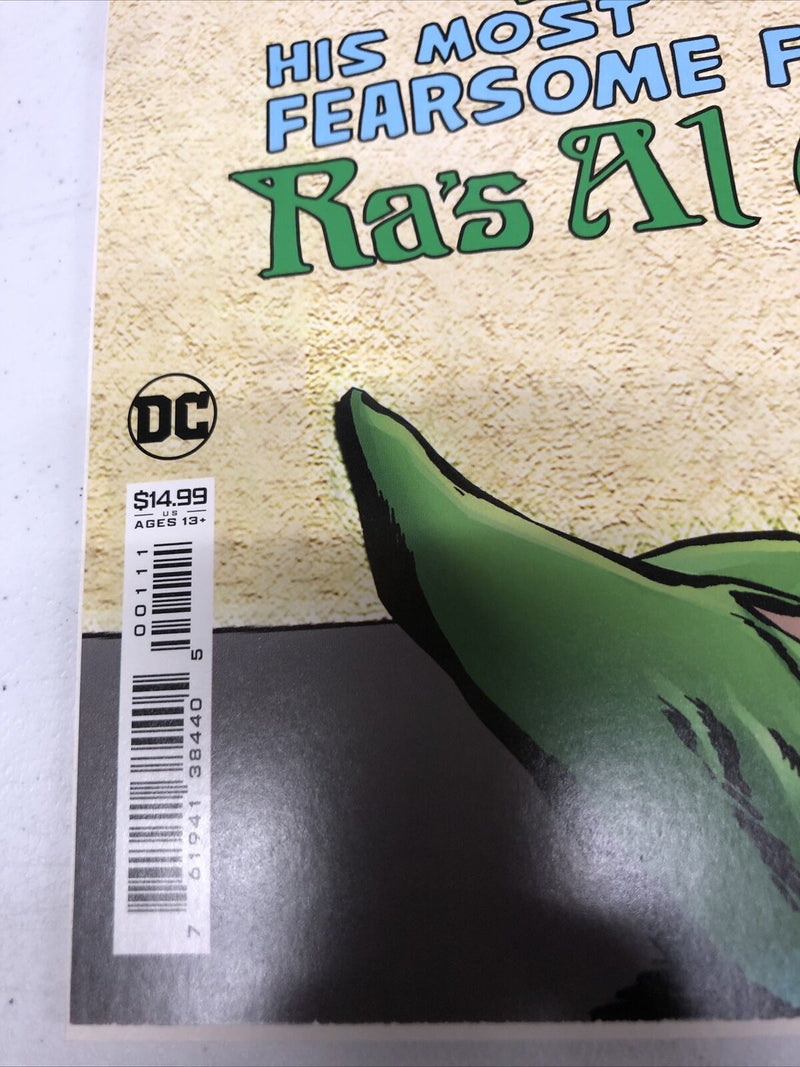 HIS MOST
FEARSOME F
Ra's Al
DC
$14.99
US
AGES 13+
00111
7 61941 38440 5